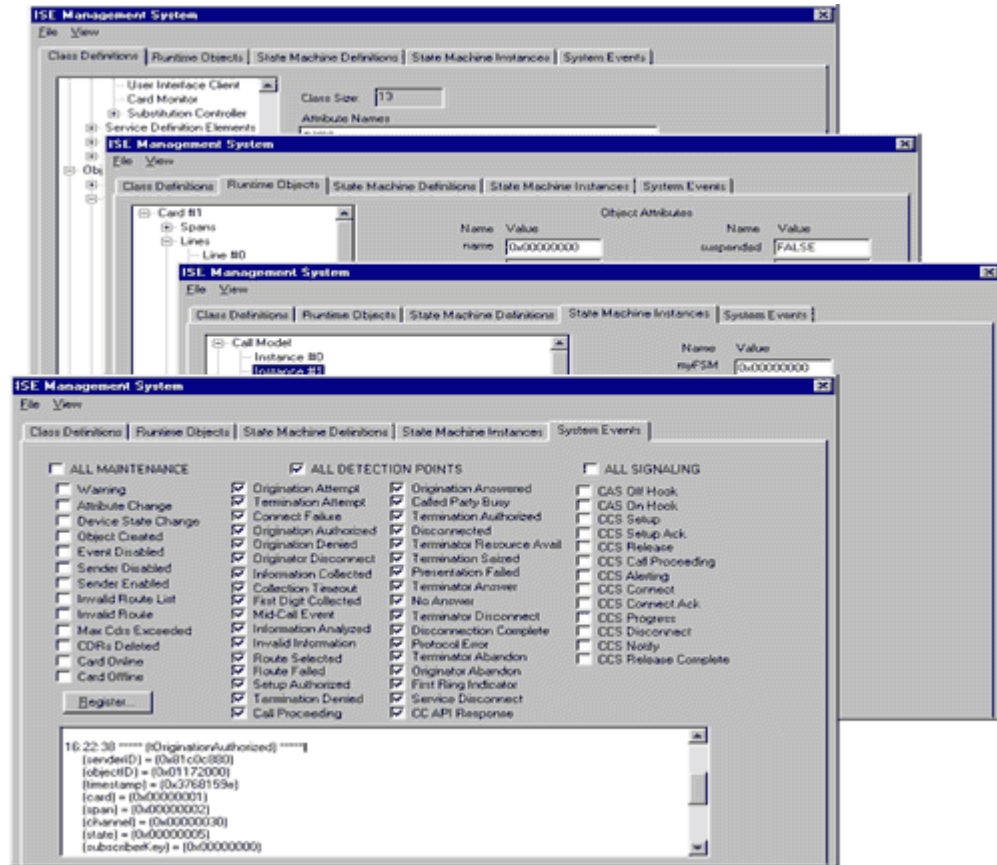 ISE Management System
File View
Class Definitions Runtime Objects State Machine Definitions State Machine Instances System Events
User Interface Client
Card Monitor
Substitution Controller
Service Definition Elements
Obj
Class Size: 13
Attribute Names
ISE Management System
File View
Class Definitions Runtime Objects State Machine Definitions State Machine Instances System Events
Card #1
Spans
Lines
Line #0
Object Attributes
Name Value Name Value
name 0x00000000 suspended FALSE
ISE Management System
File View
Class Definitions Runtime Objects State Machine Definitions State Machine Instances System Events
Call Model
Instance #0
Instance #1
Name Value
myFSM 0x00000000
ISE Management System
File View
Class Definitions Runtime Objects State Machine Definitions State Machine Instances System Events
ALL MAINTENANCE
Warning
Attribute Change
Device State Change
Object Created
Event Disabled
Sender Disabled
Sender Enabled
Invalid Route List
Invalid Route
Max Cdrs Exceeded
CDRs Deleted
Card Online
Card Offline
Register...
ALL DETECTION POINTS
Origination Attempt
Termination Attempt
Connect Failure
Origination Authorized
Origination Denied
Originator Disconnect
Information Collected
Collection Timeout
First Digit Collected
Mid-Call Event
Information Analyzed
Invalid Information
Route Selected
Route Failed
Setup Authorized
Termination Denied
Call Proceeding
Origination Answered
Called Party Busy
Termination Authorized
Disconnected
Terminator Resource Avail
Termination Seized
Presentation Failed
Terminator Answer
No Answer
Terminator Disconnect
Disconnection Complete
Protocol Error
Terminator Abandon
Originator Abandon
First Ring Indicator
Service Disconnect
CC API Response
ALL SIGNALING
CAS Off Hook
CAS On Hook
CCS Setup
CCS Setup Ack
CCS Release
CCS Call Proceeding
CCS Alerting
CCS Connect
CCS Connect Ack
CCS Progress
CCS Disconnect
CCS Notify
CCS Release Complete
16:22:38 ***** (tOriginationAuthorized) *****
(senderID) = (0x81c0c880)
(objectID) = (0x01172000)
(timestamp) = (0x3768159e)
(card) = (0x00000001)
(span) = (0x00000002)
(channel) = (0x00000030)
(state) = (0x00000005)
(subscriberKey) = (0x00000000)